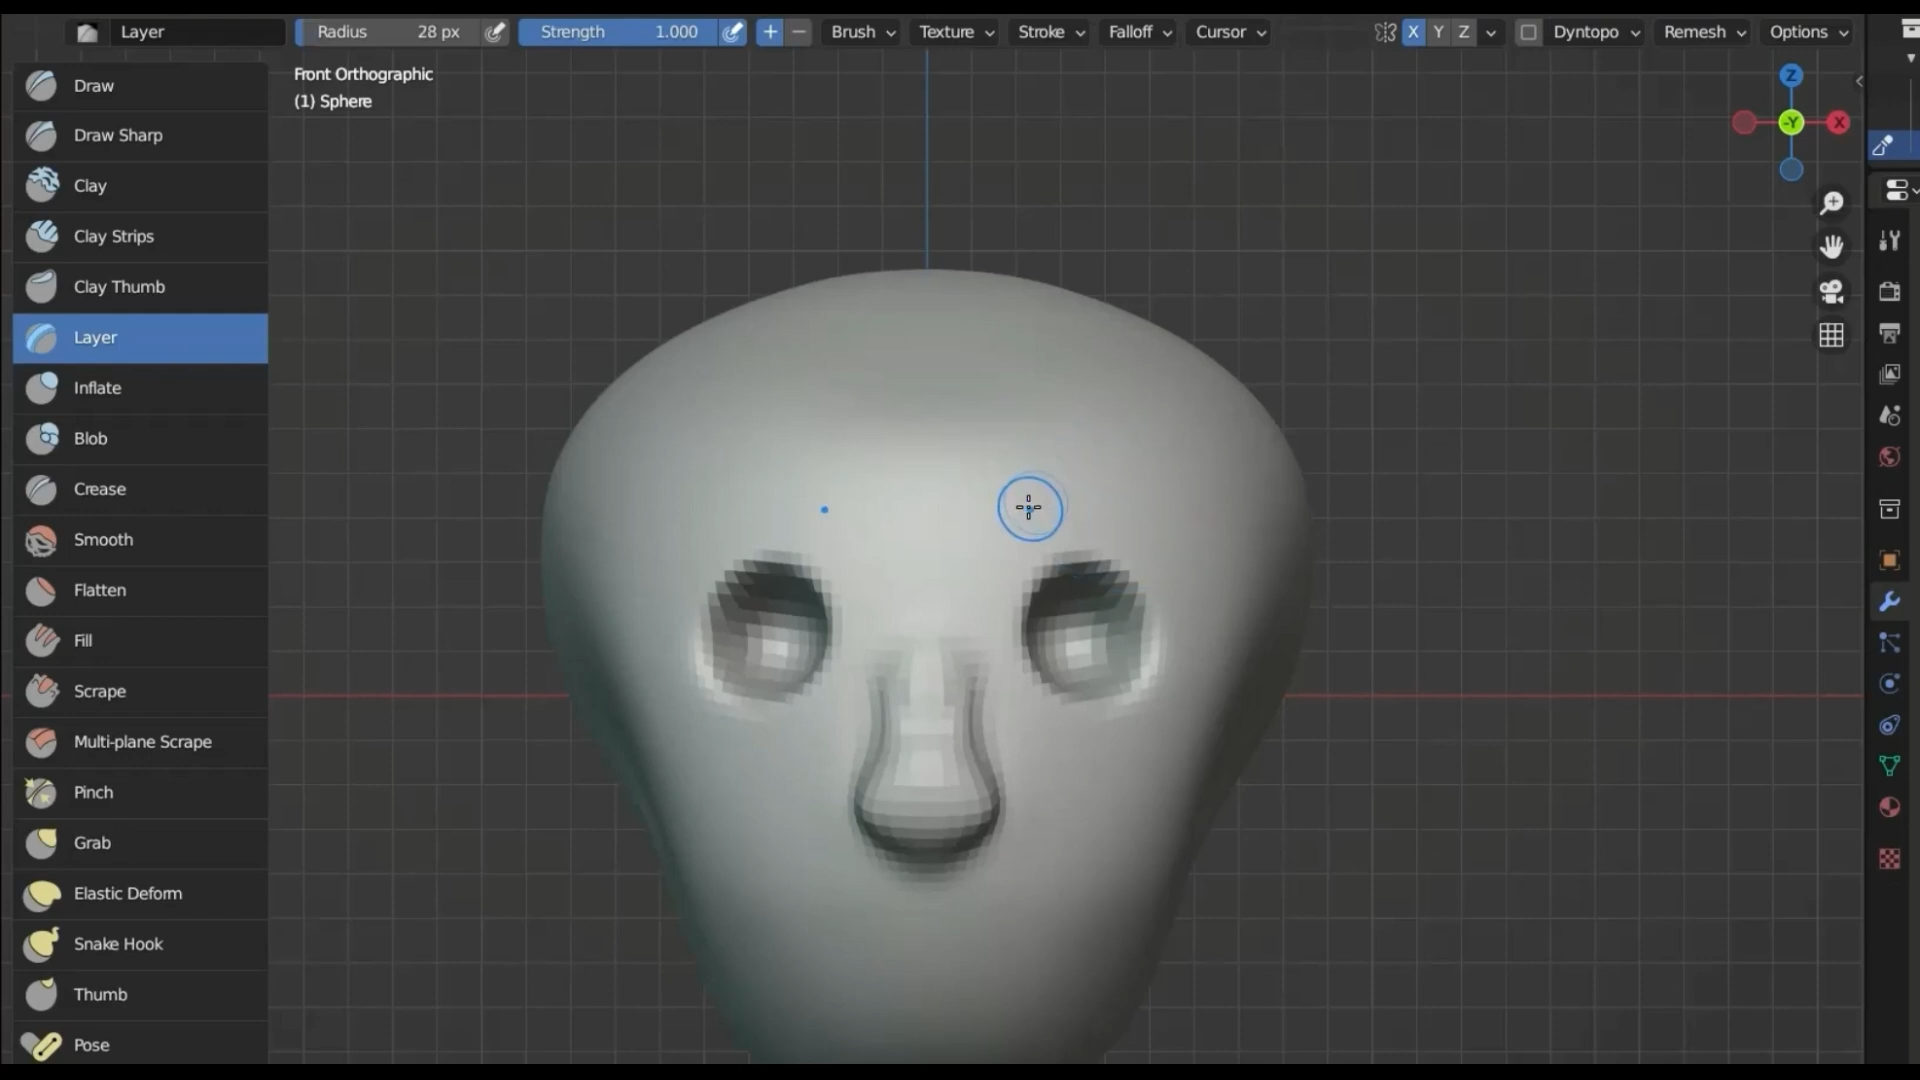 Layer
Radius 28 px
Strength 1.000
Brush
Texture
Stroke
Falloff
Cursor
X Y Z
Dyntopo
Remesh
Options
Front Orthographic
(1) Sphere
Z
-Y
X
Draw
Draw Sharp
Clay
Clay Strips
Clay Thumb
Layer
Inflate
Blob
Crease
Smooth
Flatten
Fill
Scrape
Multi-plane Scrape
Pinch
Grab
Elastic Deform
Snake Hook
Thumb
Pose